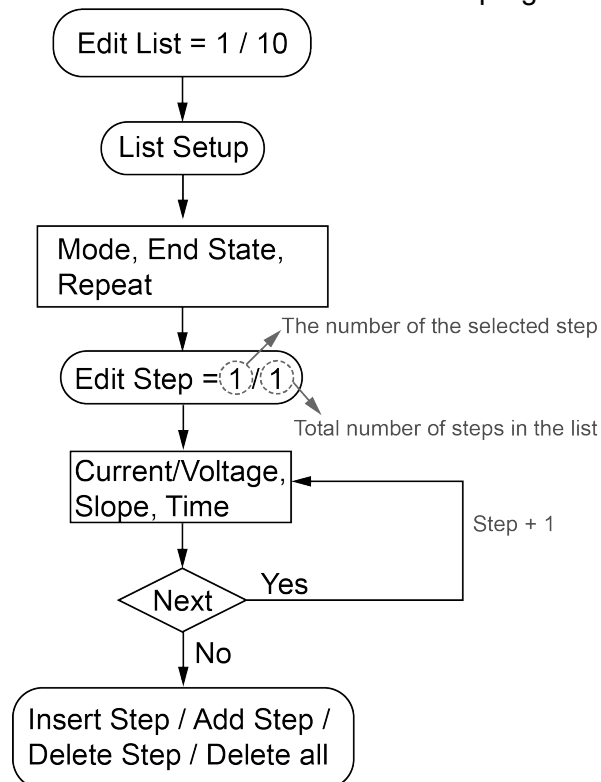 Edit List = 1 / 10
List Setup
Mode, End State,
Repeat
The number of the selected step
Edit Step = 1 / 1
Total number of steps in the list
Current/Voltage,
Slope, Time
Step + 1
Yes
Next
No
Insert Step / Add Step /
Delete Step / Delete all